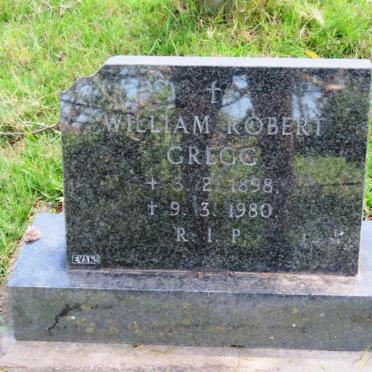 WILLIAM ROBERT
GREGG
+ 3. 2. 1898.
+ 9. 3. 1980
R. I. P.
EVANS